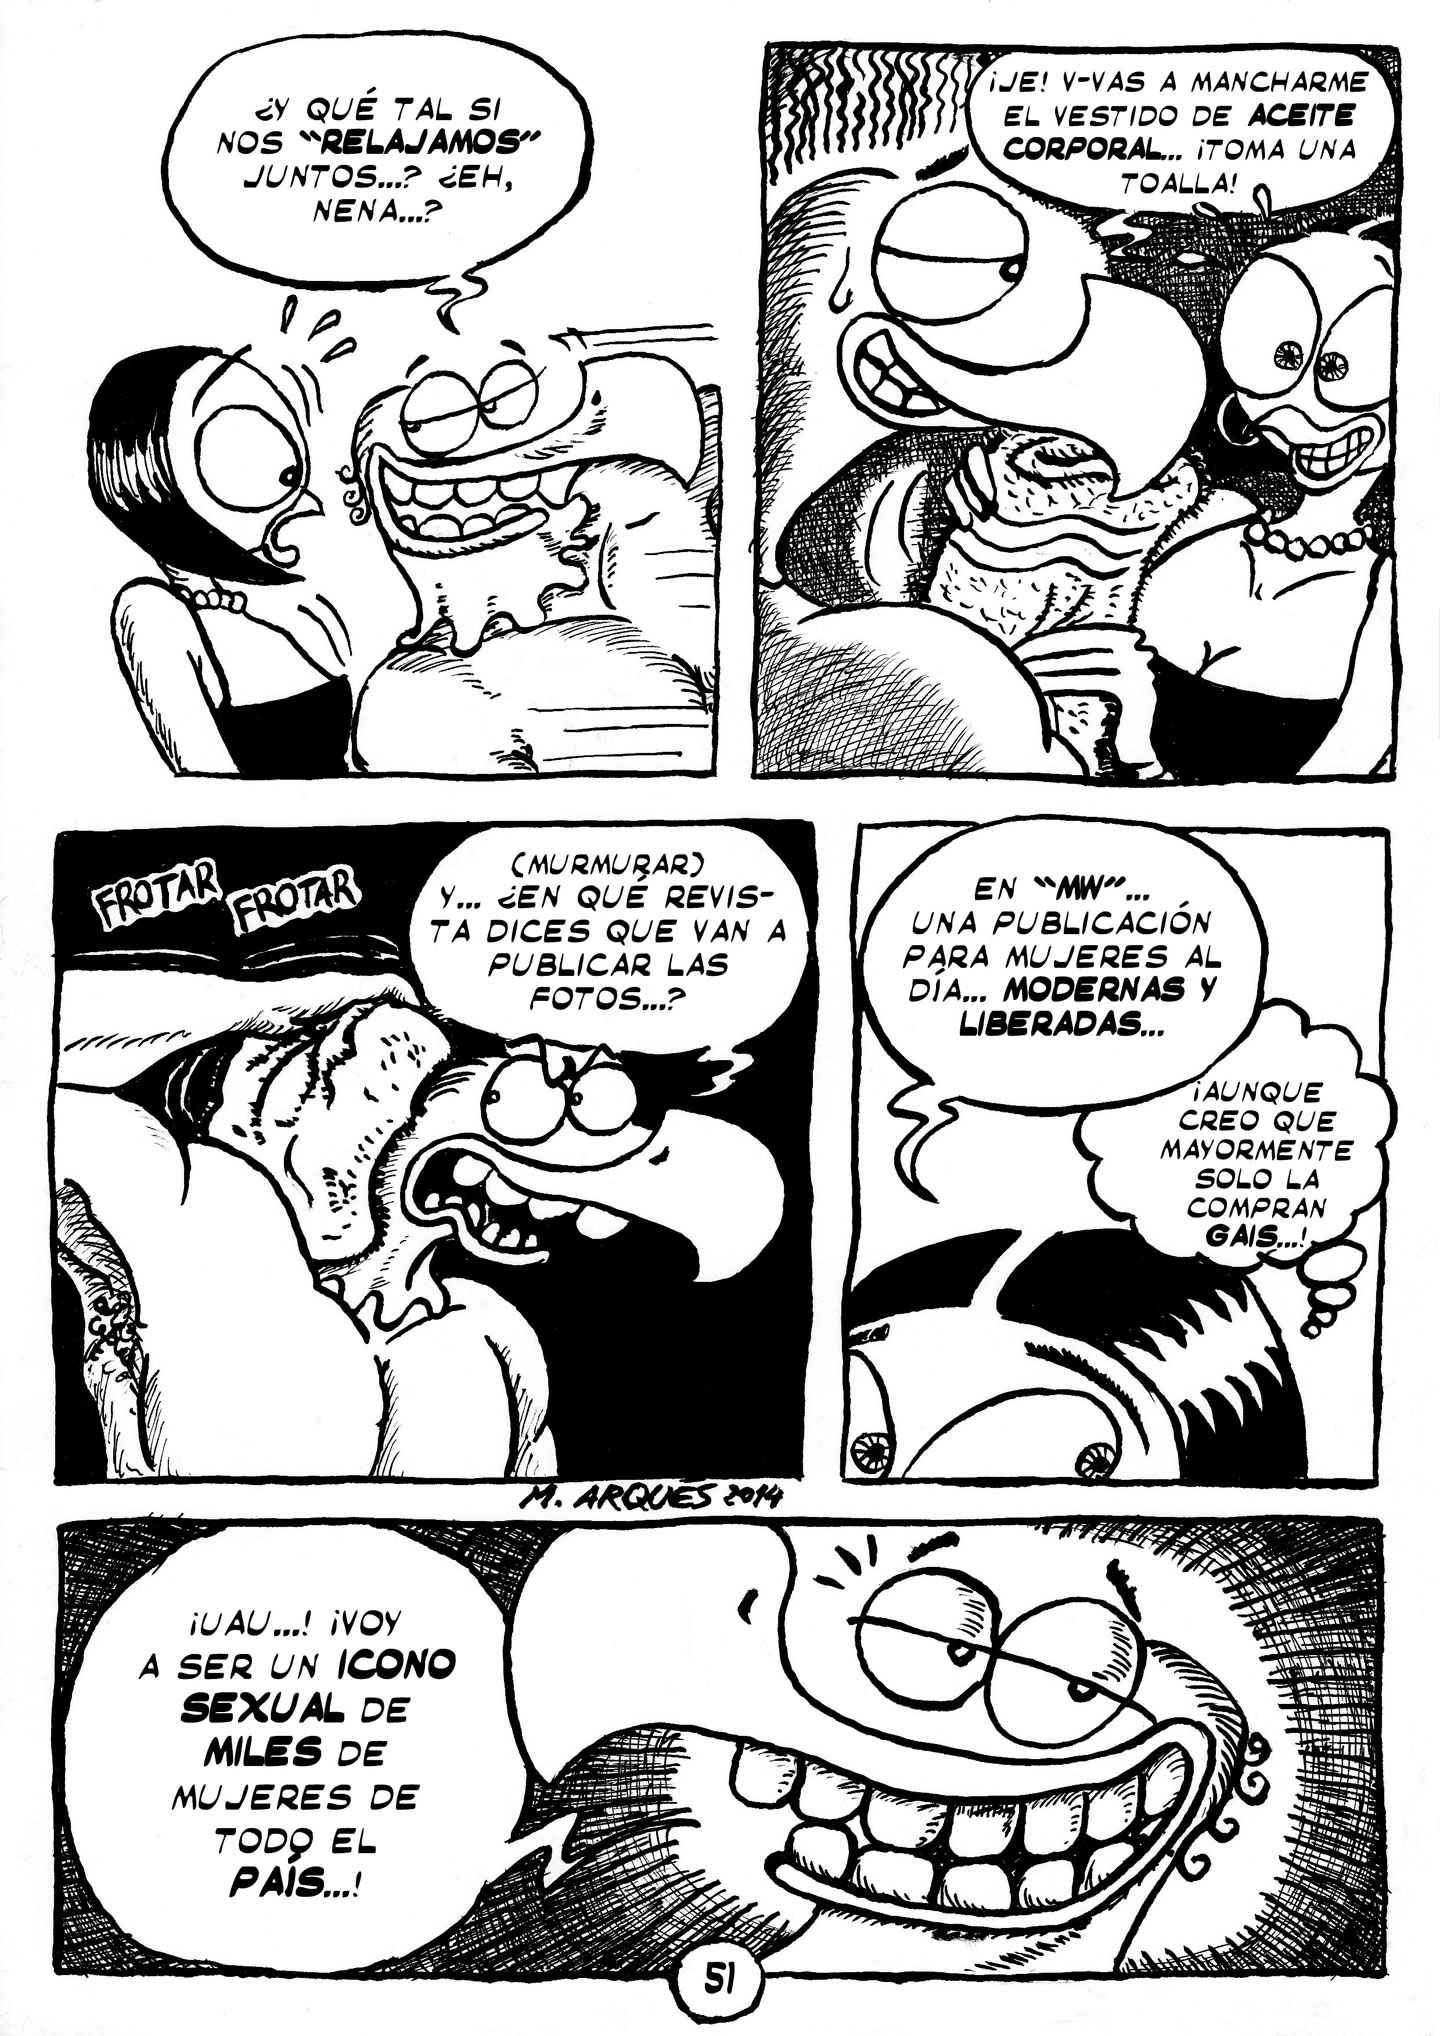 ¿Y QUÉ TAL SI
NOS "RELAJAMOS"
JUNTOS...? ¿EH,
NENA...?
¡JE! V-VAS A MANCHARME
EL VESTIDO DE ACEITE
CORPORAL... ¡TOMA UNA
TOALLA!
FROTAR
FROTAR
(MURMURAR)
Y... ¿EN QUÉ REVIS-
TA DICES QUE VAN A
PUBLICAR LAS
FOTOS...?
EN "MW"...
UNA PUBLICACIÓN
PARA MUJERES AL
DÍA... MODERNAS Y
LIBERADAS...
¡AUNQUE
CREO QUE
MAYORMENTE
SOLO LA
COMPRAN
GAIS...!
M. ARQUES 2014
¡UAU...! ¡VOY
A SER UN ICONO
SEXUAL DE
MILES DE
MUJERES DE
TODO EL
PAÍS...!
51